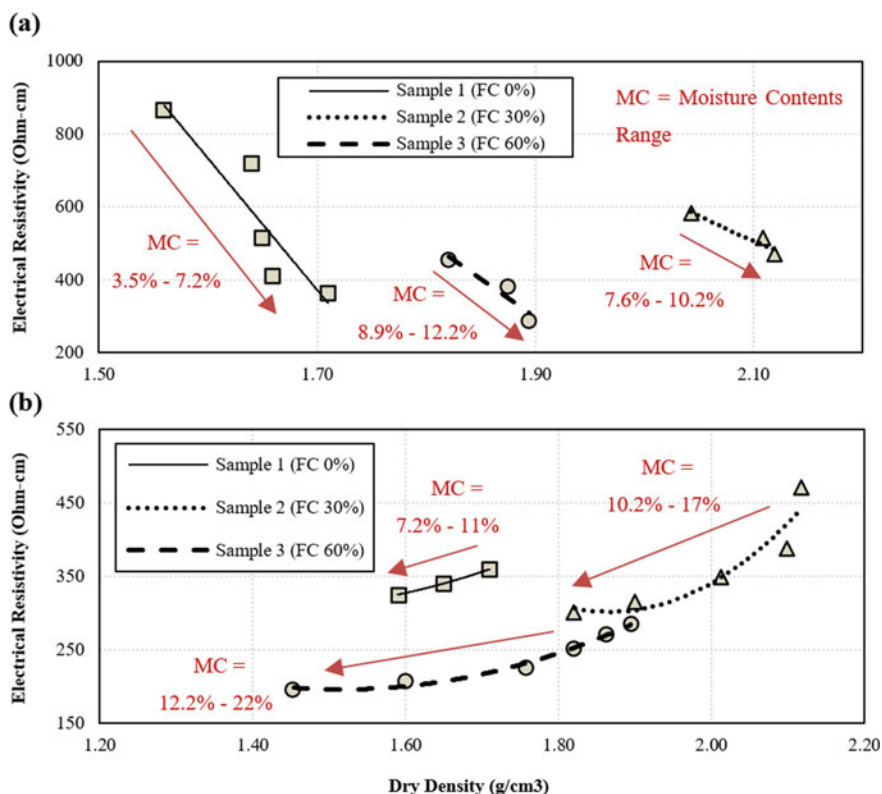 (a)
Electrical Resistivity (Ohm-cm)
1000
800
600
400
200
Sample 1 (FC 0%)
Sample 2 (FC 30%)
Sample 3 (FC 60%)
MC = Moisture Contents
Range
MC =
3.5% - 7.2%
MC =
8.9% - 12.2%
MC =
7.6% - 10.2%
1.50
1.70
1.90
2.10
(b)
Electrical Resistivity (Ohm-cm)
550
450
350
250
150
Sample 1 (FC 0%)
Sample 2 (FC 30%)
Sample 3 (FC 60%)
MC =
7.2% - 11%
MC =
10.2% - 17%
MC =
12.2% - 22%
1.20
1.40
1.60
1.80
2.00
2.20
Dry Density (g/cm3)